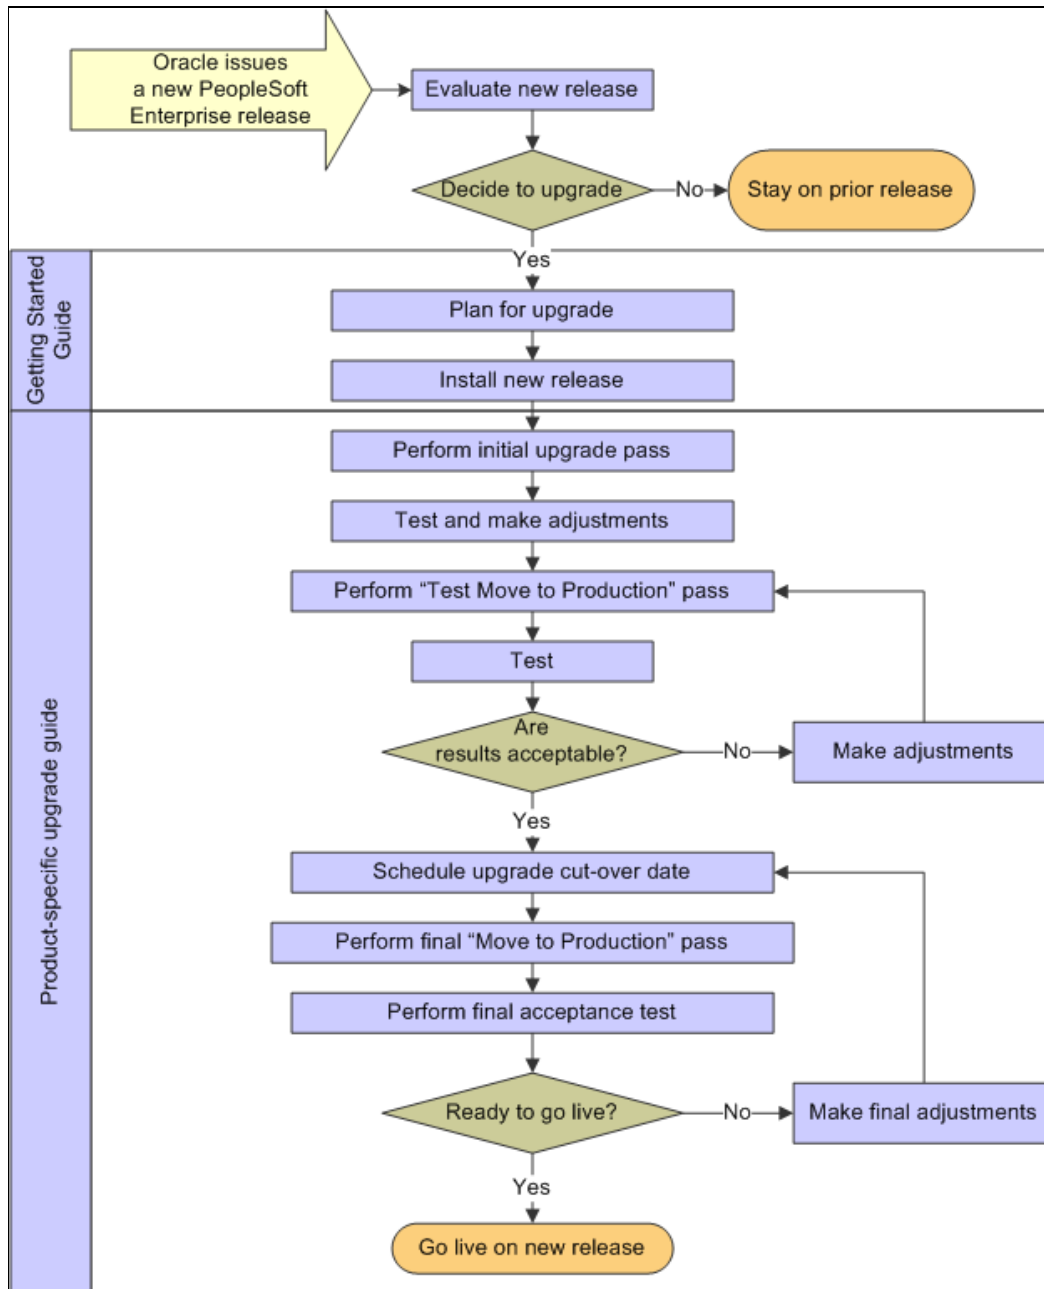 Oracle issues
a new PeopleSoft
Enterprise release
Evaluate new release
Decide to upgrade
No
Stay on prior release
Yes
Getting Started
Guide
Plan for upgrade
Install new release
Product-specific upgrade guide
Perform initial upgrade pass
Test and make adjustments
Perform “Test Move to Production” pass
Test
Are
results acceptable?
No
Make adjustments
Yes
Schedule upgrade cut-over date
Perform final “Move to Production” pass
Perform final acceptance test
Ready to go live?
No
Make final adjustments
Yes
Go live on new release